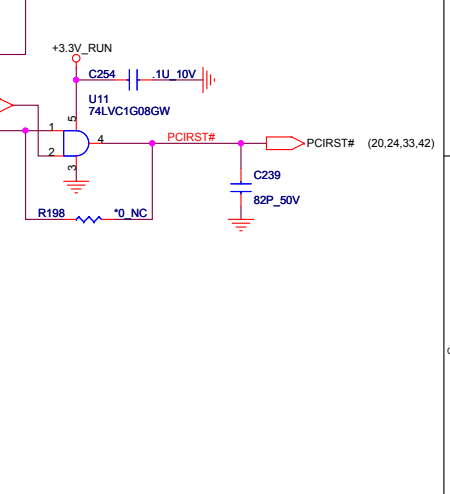 +3.3V_RUN
C254 .1U_10V
U11
74LVC1G08GW
5
1
4
2
3
PCIRST#
PCIRST# (20,24,33,42)
C239
82P_50V
R198 *0_NC